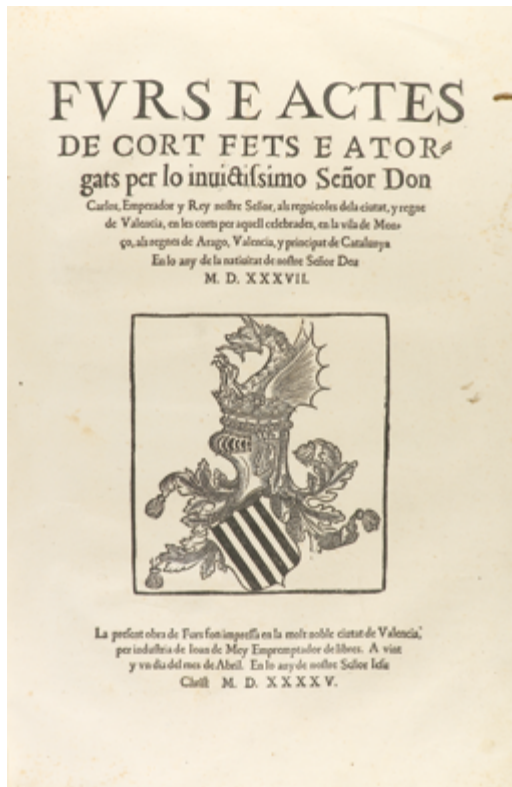 FVRS E ACTES
DE CORT FETS E ATOR⸗
gats per lo inuictiſsimo Señor Don
Carlos, Emperador y Rey noſtre Señor, als regnicoles dela ciutat, y regne
de Valencia, en les corts per aquell celebrades, en la vila de Mon⸗
ço, als regnes de Arago, Valencia, y principat de Catalunya
En lo any de la natiuitat de noſtre Señor Deu
M. D. XXXVII.
La preſent obra de Furs fon impreſſa en la molt noble ciutat de Valencia,
per induſtria de Ioan de Mey Empremptador de libres. A vint
y vn dia del mes de Abril. En lo any de noſtre Señor Ieſu
Chriſt M. D. XXXXV.